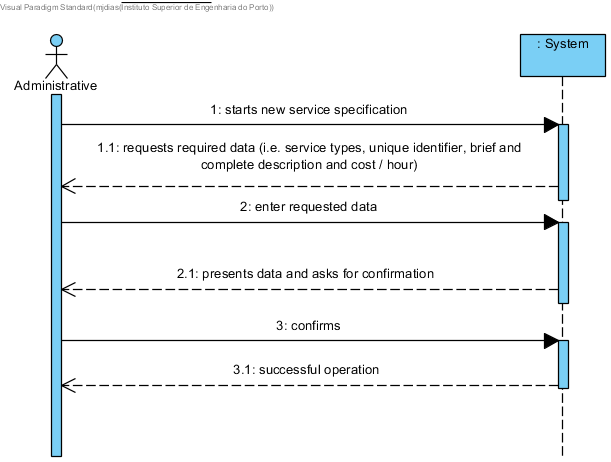 Visual Paradigm Standard(mjdias(Instituto Superior de Engenharia do Porto))
: System
Administrative
1: starts new service specification
1.1: requests required data (i.e. service types, unique identifier, brief and
complete description and cost / hour)
2: enter requested data
2.1: presents data and asks for confirmation
3: confirms
3.1: successful operation